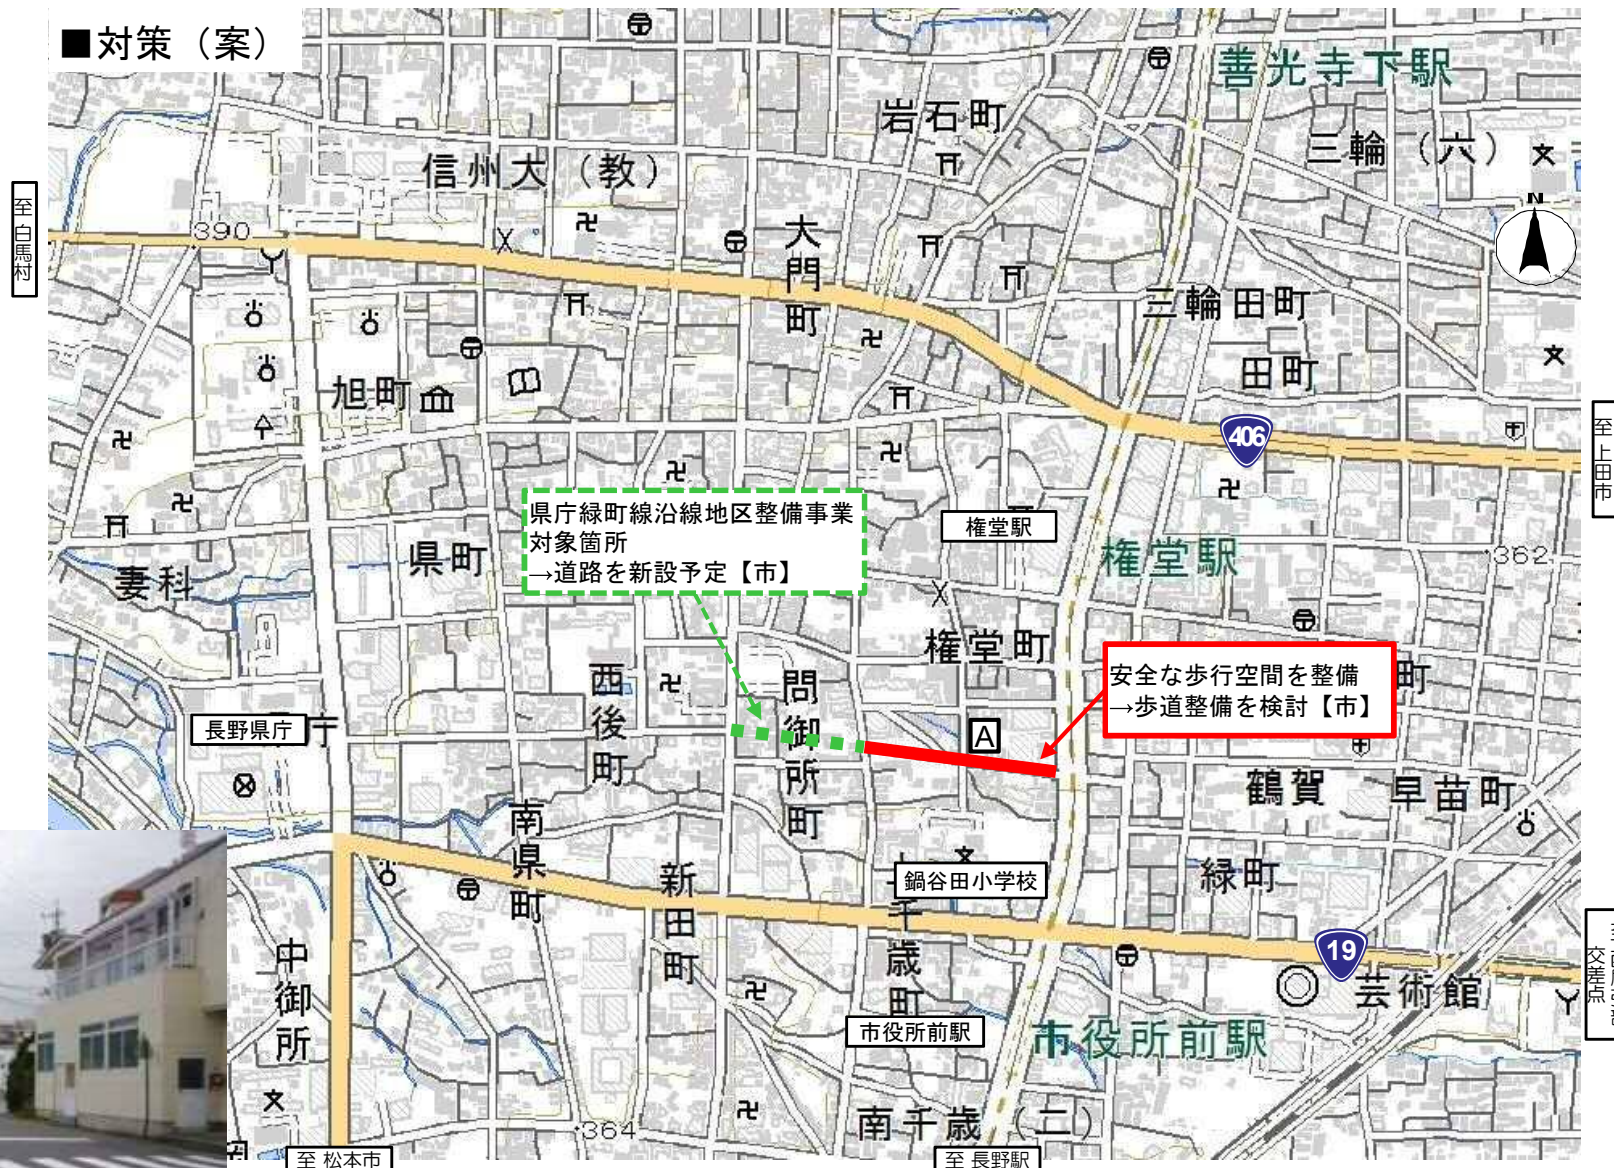 ■対策（案）
善光寺下駅
岩石町
三輪（六）
信州大（教）
至白馬村
390
大門町
N
三輪田町
田町
旭町
406
至上田市
県庁緑町線沿線地区整備事業
対象箇所
→道路を新設予定【市】
権堂駅
権堂駅
362
県町
妻科
権堂町
安全な歩行空間を整備
→歩道整備を検討【市】
町
西後町
問御所町
長野県庁
庁
A
鶴賀
早苗町
南県町
鍋谷田小学校
緑町
新田町
千歳町
19
交差点
中御所
芸術館
市役所前駅
市役所前駅
364
南千歳（二）
至 松本市
至 長野駅